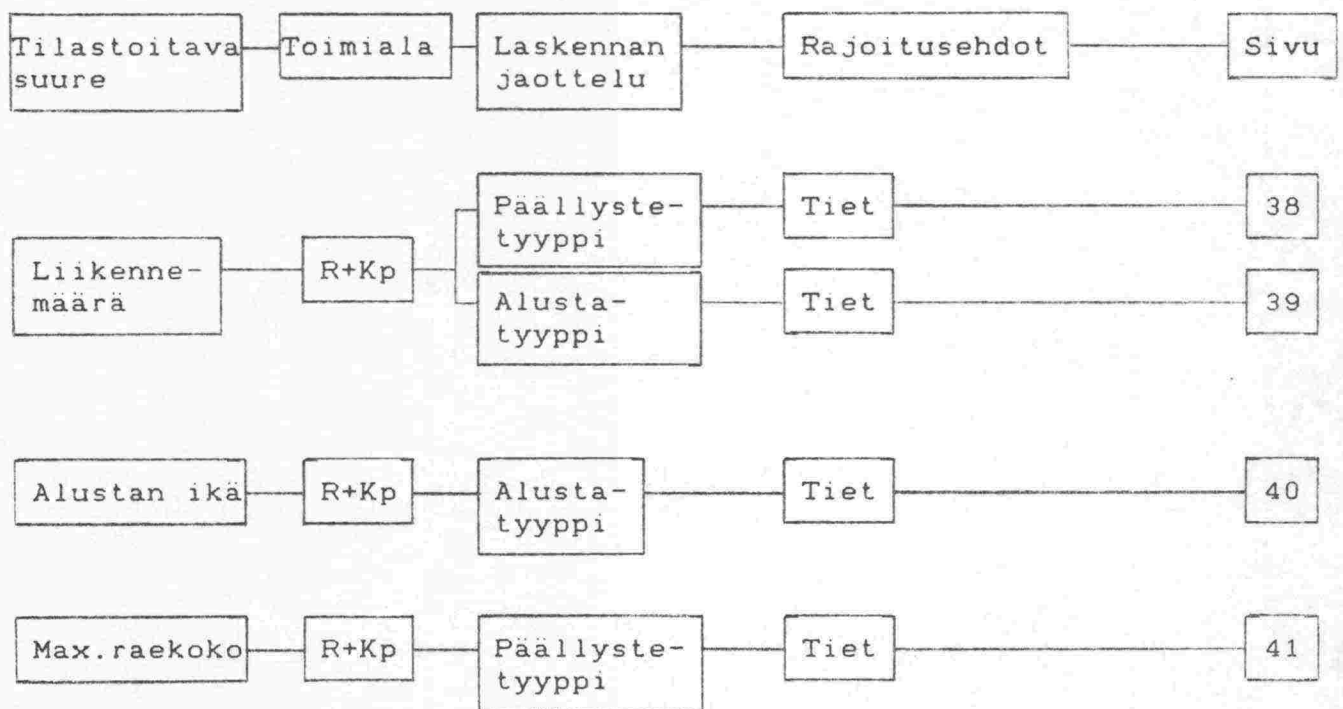 Tilastoitava Toimiala Laskennan Rajoitusehdot Sivu
suure jaottelu
Päällyste- Tiet 38
tyyppi
Liikenne- R+Kp
määrä
Alusta- Tiet 39
tyyppi
Alustan ikä R+Kp Alusta- Tiet 40
tyyppi
Max.raekoko R+Kp Päällyste- Tiet 41
tyyppi